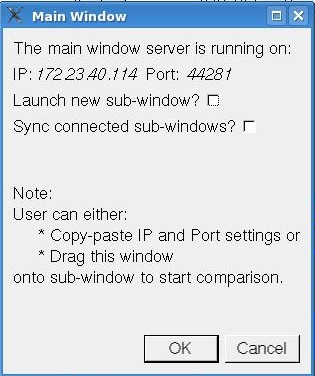 Main Window
The main window server is running on:
IP: 172.23.40.114 Port: 44281
Launch new sub-window?
Sync connected sub-windows?
Note:
User can either:
* Copy-paste IP and Port settings or
* Drag this window
onto sub-window to start comparison.
OK Cancel